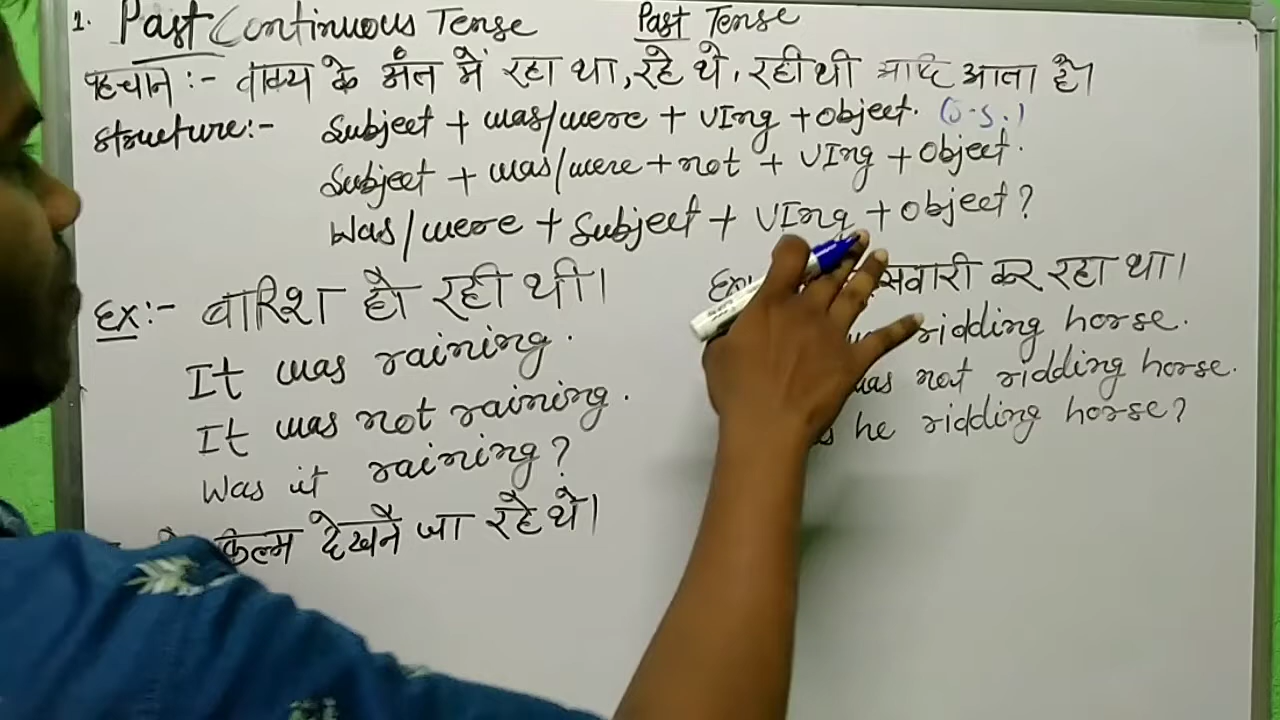 1. Past Continuous Tense Past Tense
पहचान :- वाक्य के अंत में रहा था, रहे थे, रही थी आदि आता है।
Structure:- Subject + was/were + VIng + object. (S.S.)
Subject + was/were + not + VIng + object.
Was/were + Subject + VIng + object?
Ex:- बारिश हो रही थी।
It was raining.
It was not raining.
Was it raining?
फिल्म देखने जा रहे थे।
Ex: सवारी कर रहा था।
ridding horse.
was not ridding horse.
he ridding horse?